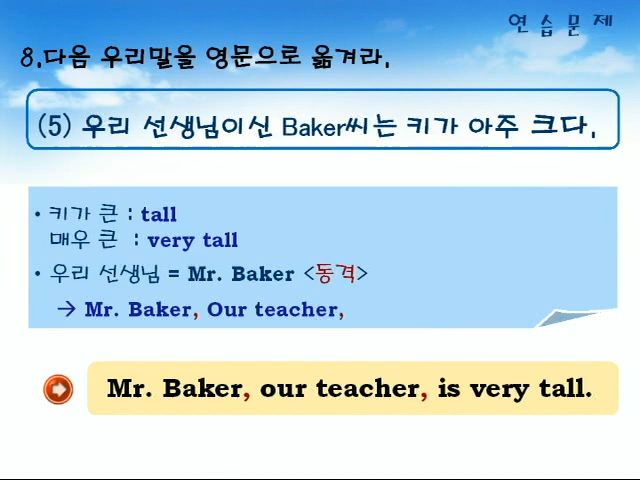 연습문제
8.다음 우리말을 영문으로 옮겨라.
(5) 우리 선생님이신 Baker씨는 키가 아주 크다.
• 키가 큰 : tall
매우 큰 : very tall
• 우리 선생님 = Mr. Baker <동격>
→ Mr. Baker, Our teacher,
Mr. Baker, our teacher, is very tall.